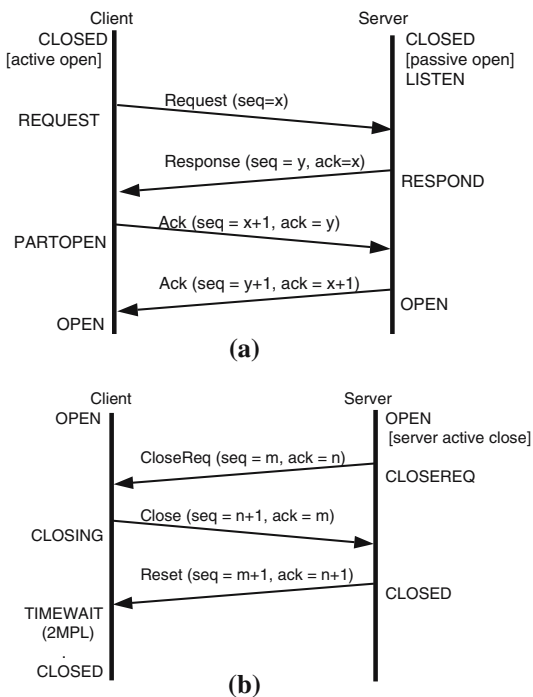 Client Server
CLOSED CLOSED
[active open] [passive open]
LISTEN
Request (seq=x)
REQUEST
Response (seq = y, ack=x)
RESPOND
Ack (seq = x+1, ack = y)
PARTOPEN
Ack (seq = y+1, ack = x+1)
OPEN
OPEN
(a)
Client Server
OPEN OPEN
[server active close]
CloseReq (seq = m, ack = n)
CLOSEREQ
Close (seq = n+1, ack = m)
CLOSING
Reset (seq = m+1, ack = n+1)
CLOSED
TIMEWAIT
(2MPL)
.
CLOSED
(b)